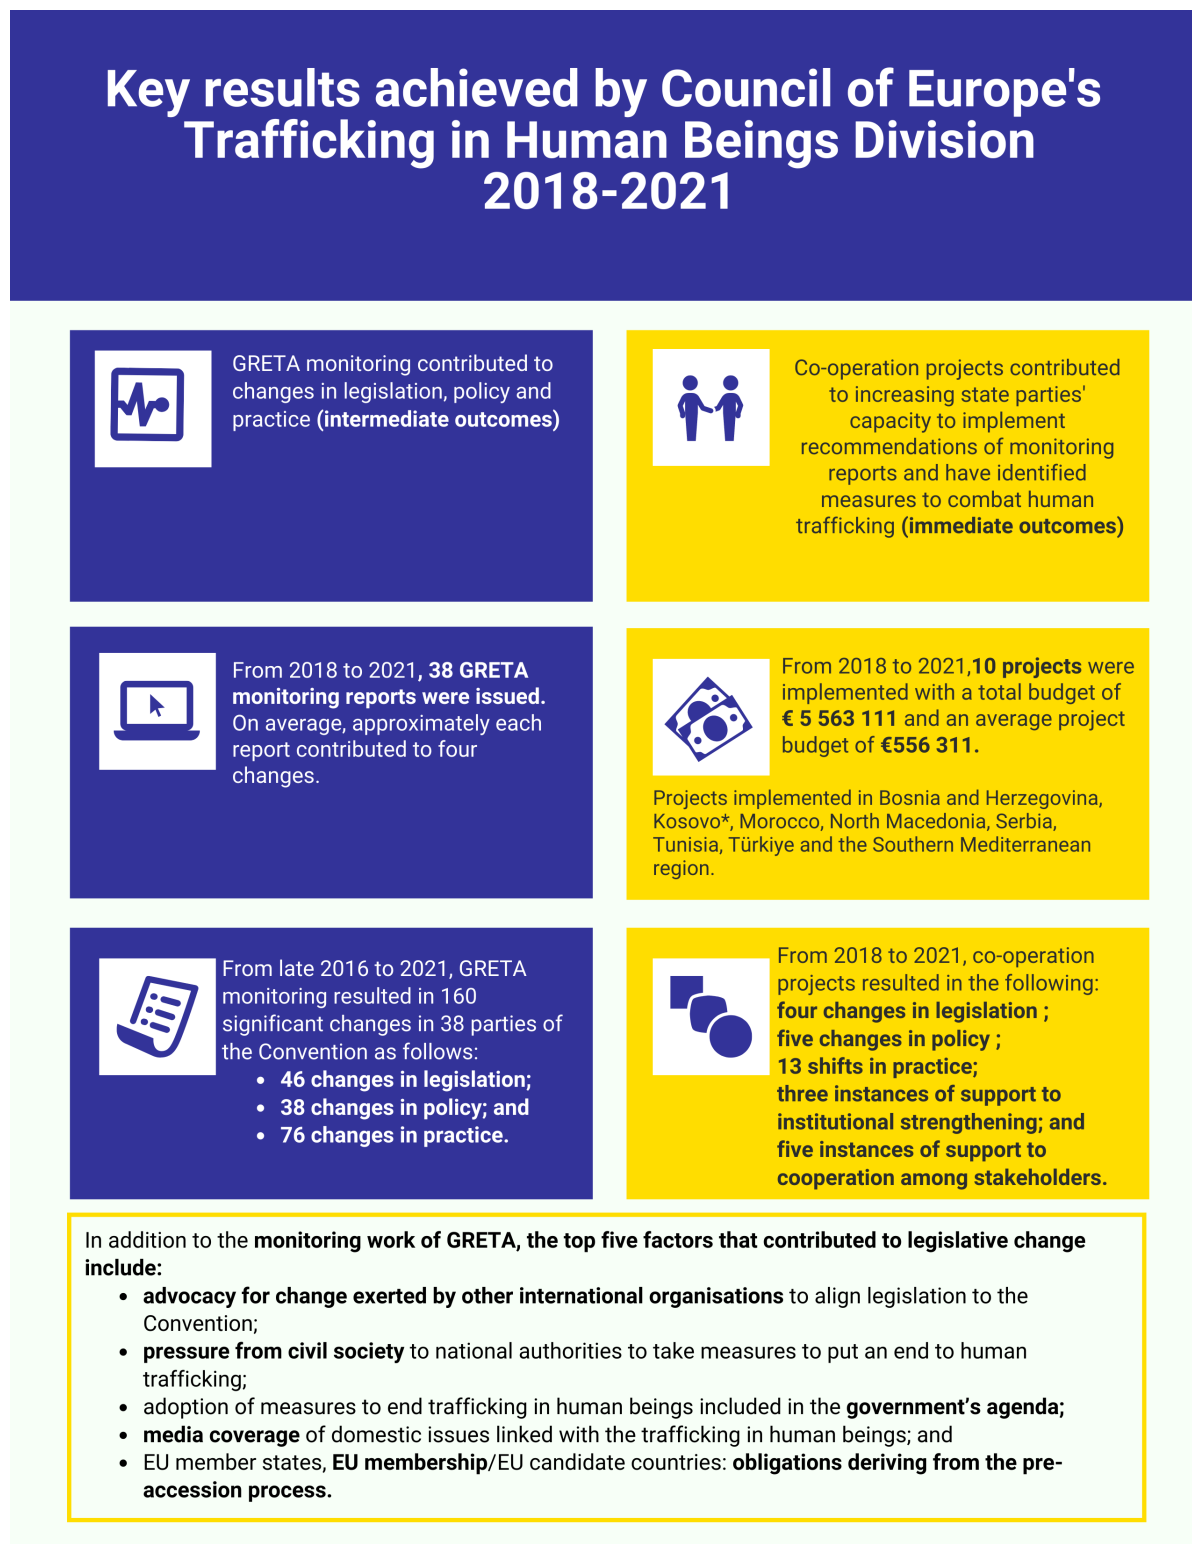 Key results achieved by Council of Europe's
Trafficking in Human Beings Division
2018-2021
GRETA monitoring contributed to
changes in legislation, policy and
practice (intermediate outcomes)
Co-operation projects contributed
to increasing state parties'
capacity to implement
recommendations of monitoring
reports and have identified
measures to combat human
trafficking (immediate outcomes)
From 2018 to 2021, 38 GRETA
monitoring reports were issued.
On average, approximately each
report contributed to four
changes.
From 2018 to 2021,10 projects were
implemented with a total budget of
€ 5 563 111 and an average project
budget of €556 311.
Projects implemented in Bosnia and Herzegovina,
Kosovo*, Morocco, North Macedonia, Serbia,
Tunisia, Türkiye and the Southern Mediterranean
region.
From late 2016 to 2021, GRETA
monitoring resulted in 160
significant changes in 38 parties of
the Convention as follows:
• 46 changes in legislation;
• 38 changes in policy; and
• 76 changes in practice.
From 2018 to 2021, co-operation
projects resulted in the following:
four changes in legislation ;
five changes in policy ;
13 shifts in practice;
three instances of support to
institutional strengthening; and
five instances of support to
cooperation among stakeholders.
In addition to the monitoring work of GRETA, the top five factors that contributed to legislative change
include:
• advocacy for change exerted by other international organisations to align legislation to the
Convention;
• pressure from civil society to national authorities to take measures to put an end to human
trafficking;
• adoption of measures to end trafficking in human beings included in the government’s agenda;
• media coverage of domestic issues linked with the trafficking in human beings; and
• EU member states, EU membership/EU candidate countries: obligations deriving from the pre-
accession process.